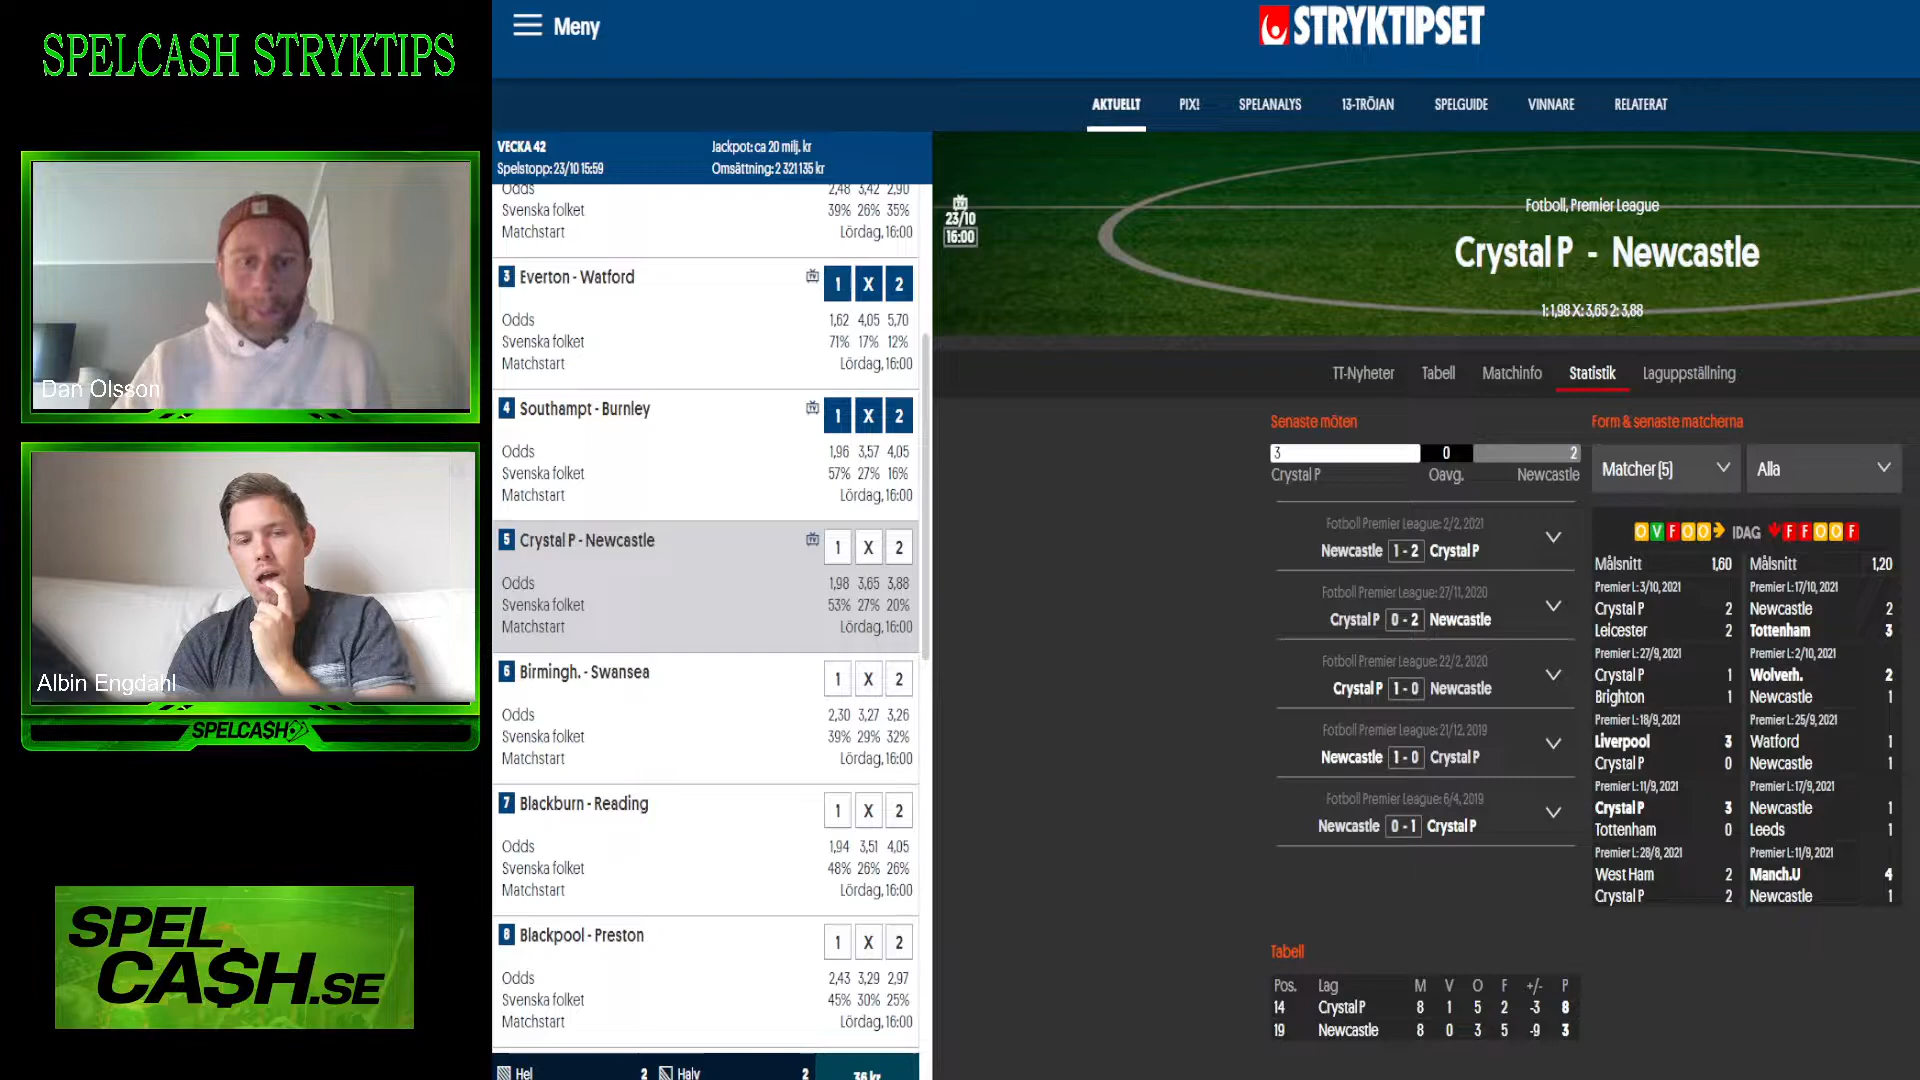 SPELCASH STRYKTIPS
Dan Olsson
Albin Engdahl
SPELCA$H
SPEL
CA$H.SE
Meny
STRYKTIPSET
AKTUELLT PIX! SPELANALYS 13-TRÖJAN SPELGUIDE VINNARE RELATERAT
VECKA 42 Jackpot: ca 20 milj. kr
Spelstopp: 23/10 15:59 Omsättning: 2 321 135 kr
Odds 2,48 3,42 2,90
Svenska folket 39% 26% 35%
Matchstart Lördag, 16:00
3 Everton - Watford TV 1 X 2
Odds 1,62 4,05 5,70
Svenska folket 71% 17% 12%
Matchstart Lördag, 16:00
4 Southampt - Burnley TV 1 X 2
Odds 1,96 3,57 4,05
Svenska folket 57% 27% 16%
Matchstart Lördag, 16:00
5 Crystal P - Newcastle TV 1 X 2
Odds 1,98 3,65 3,88
Svenska folket 53% 27% 20%
Matchstart Lördag, 16:00
6 Birmingh. - Swansea 1 X 2
Odds 2,30 3,27 3,26
Svenska folket 39% 29% 32%
Matchstart Lördag, 16:00
7 Blackburn - Reading 1 X 2
Odds 1,94 3,51 4,05
Svenska folket 48% 26% 26%
Matchstart Lördag, 16:00
8 Blackpool - Preston 1 X 2
Odds 2,43 3,29 2,97
Svenska folket 45% 30% 25%
Matchstart Lördag, 16:00
Hel 2 Halv 2 36 kr
TV
23/10
16:00
Fotboll, Premier League
Crystal P - Newcastle
1: 1,98 X: 3,65 2: 3,88
TT-Nyheter Tabell Matchinfo Statistik Laguppställning
Senaste möten
3 0 2
Crystal P Oavg. Newcastle
Fotboll Premier League: 2/2, 2021
Newcastle 1 - 2 Crystal P
Fotboll Premier League: 27/11, 2020
Crystal P 0 - 2 Newcastle
Fotboll Premier League: 22/2, 2020
Crystal P 1 - 0 Newcastle
Fotboll Premier League: 21/12, 2019
Newcastle 1 - 0 Crystal P
Fotboll Premier League: 6/4, 2019
Newcastle 0 - 1 Crystal P
Form & senaste matcherna
Matcher (5) Alla
O V F O O IDAG F F O O F
Målsnitt 1,60 Målsnitt 1,20
Premier L: 3/10, 2021 Premier L: 17/10, 2021
Crystal P 2 Newcastle 2
Leicester 2 Tottenham 3
Premier L: 27/9, 2021 Premier L: 2/10, 2021
Crystal P 1 Wolverh. 2
Brighton 1 Newcastle 1
Premier L: 18/9, 2021 Premier L: 25/9, 2021
Liverpool 3 Watford 1
Crystal P 0 Newcastle 1
Premier L: 11/9, 2021 Premier L: 17/9, 2021
Crystal P 3 Newcastle 1
Tottenham 0 Leeds 1
Premier L: 28/8, 2021 Premier L: 11/9, 2021
West Ham 2 Manch.U 4
Crystal P 2 Newcastle 1
Tabell
Pos. Lag M V O F +/- P
14 Crystal P 8 1 5 2 -3 8
19 Newcastle 8 0 3 5 -9 3